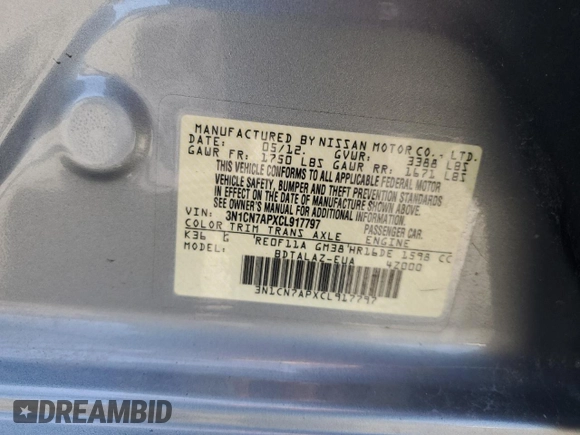 MANUFACTURED BY NISSAN MOTOR CO., LTD.
DATE: 05/12. GVWR: 3388 LBS
GAWR FR: 1750 LBS GAWR RR: 1671 LBS
THIS VEHICLE CONFORMS TO ALL APPLICABLE FEDERAL MOTOR
VEHICLE SAFETY, BUMPER AND THEFT PREVENTION STANDARDS
IN EFFECT ON THE DATE OF MANUFACTURE SHOWN ABOVE.
SEE OWNER'S MANUAL FOR ADDITIONAL INFORMATION.
VIN: 3N1CN7APXCL917797 PASSENGER CAR.
COLOR TRIM TRANS AXLE ENGINE
K36 G RE0F11A GM38 HR16DE 1598 CC
MODEL: BDTALAZ-EUA 42000
3N1CN7APXCL917797
DREAMBID